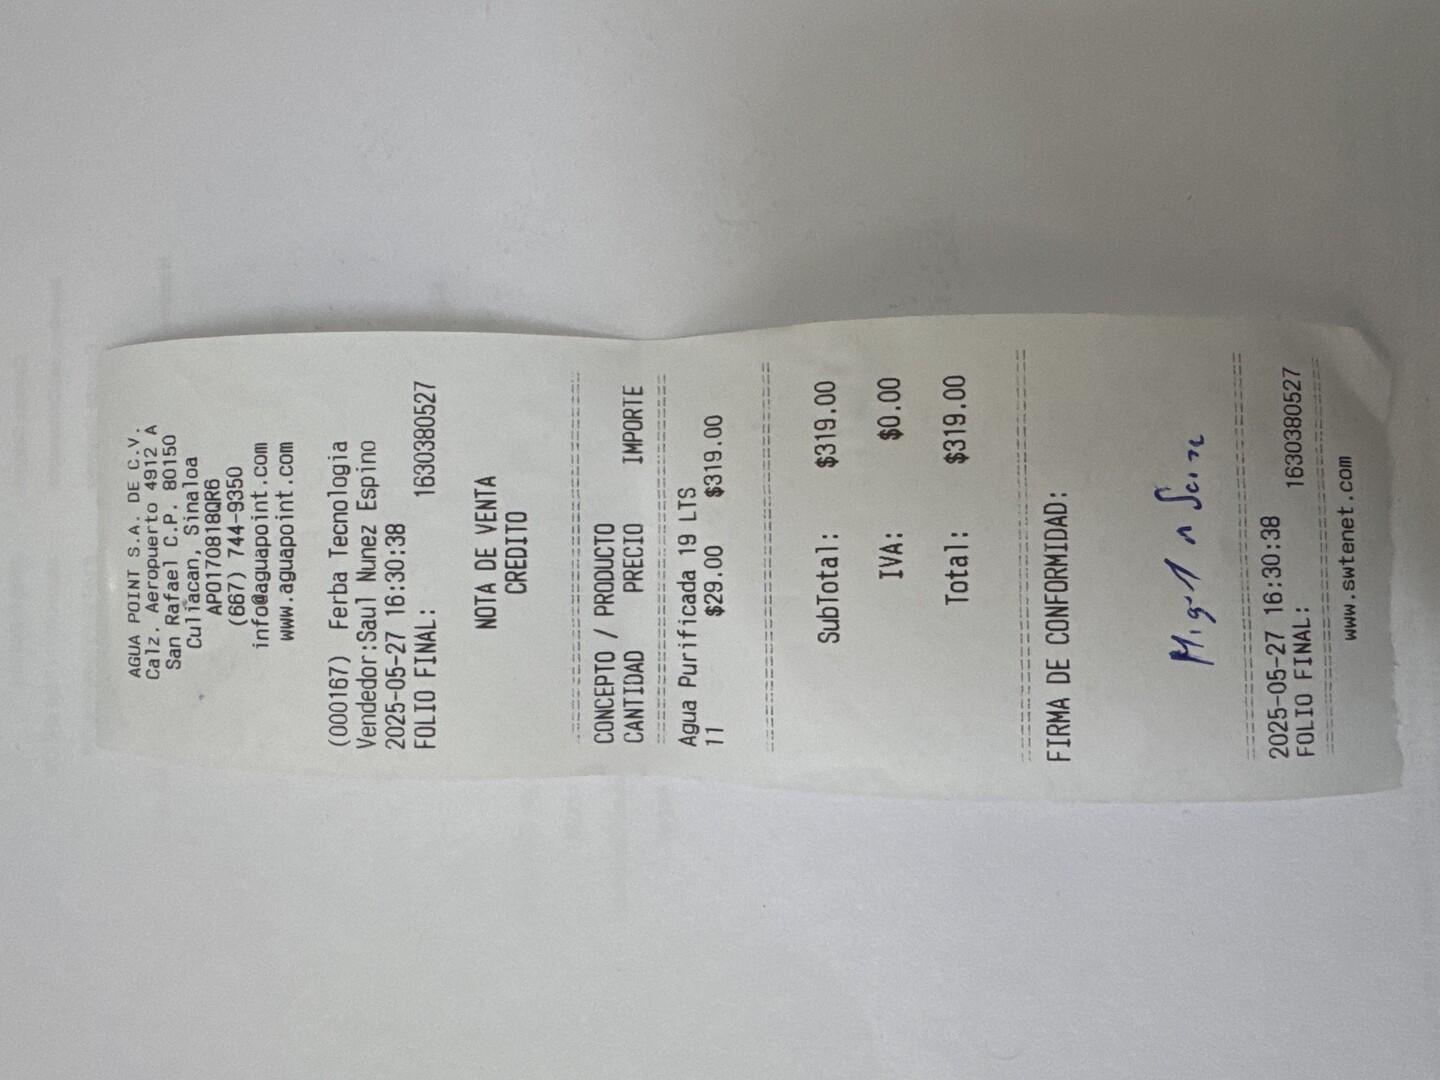 AGUA POINT S.A. DE C.V.
Calz. Aeropuerto 4912 A
San Rafael C.P. 80150
Culiacan, Sinaloa
APO170818QR6
(667) 744-9350
info@aguapoint.com
www.aguapoint.com
(000167) Ferba Tecnologia
Vendedor:Saul Nunez Espino
2025-05-27 16:30:38
FOLIO FINAL: 1630380527
NOTA DE VENTA
CREDITO
CONCEPTO / PRODUCTO
CANTIDAD PRECIO IMPORTE
Agua Purificada 19 LTS
11 $29.00 $319.00
SubTotal: $319.00
IVA: $0.00
Total: $319.00
FIRMA DE CONFORMIDAD:
2025-05-27 16:30:38
FOLIO FINAL: 1630380527
www.swtenet.com